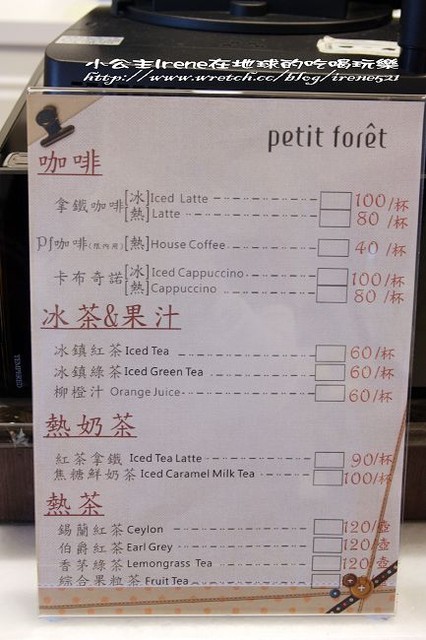 小公主Irene在地球的吃喝玩樂
http://www.wretch.cc/blog/irene521
petit forêt
咖啡
拿鐵咖啡[冰]Iced Latte 100/杯
[熱]Latte 80/杯
Pf咖啡(限內用)[熱]House Coffee 40/杯
卡布奇諾[冰]Iced Cappuccino 100/杯
[熱]Cappuccino 80/杯
冰茶&果汁
冰鎮紅茶 Iced Tea 60/杯
冰鎮綠茶 Iced Green Tea 60/杯
柳橙汁 Orange Juice 60/杯
熱奶茶
紅茶拿鐵 Iced Tea Latte 90/杯
焦糖鮮奶茶 Iced Caramel Milk Tea 100/杯
熱茶
錫蘭紅茶 Ceylon 120/壺
伯爵紅茶 Earl Grey 120/壺
香茅綠茶 Lemongrass Tea 120/壺
綜合果粒茶 Fruit Tea